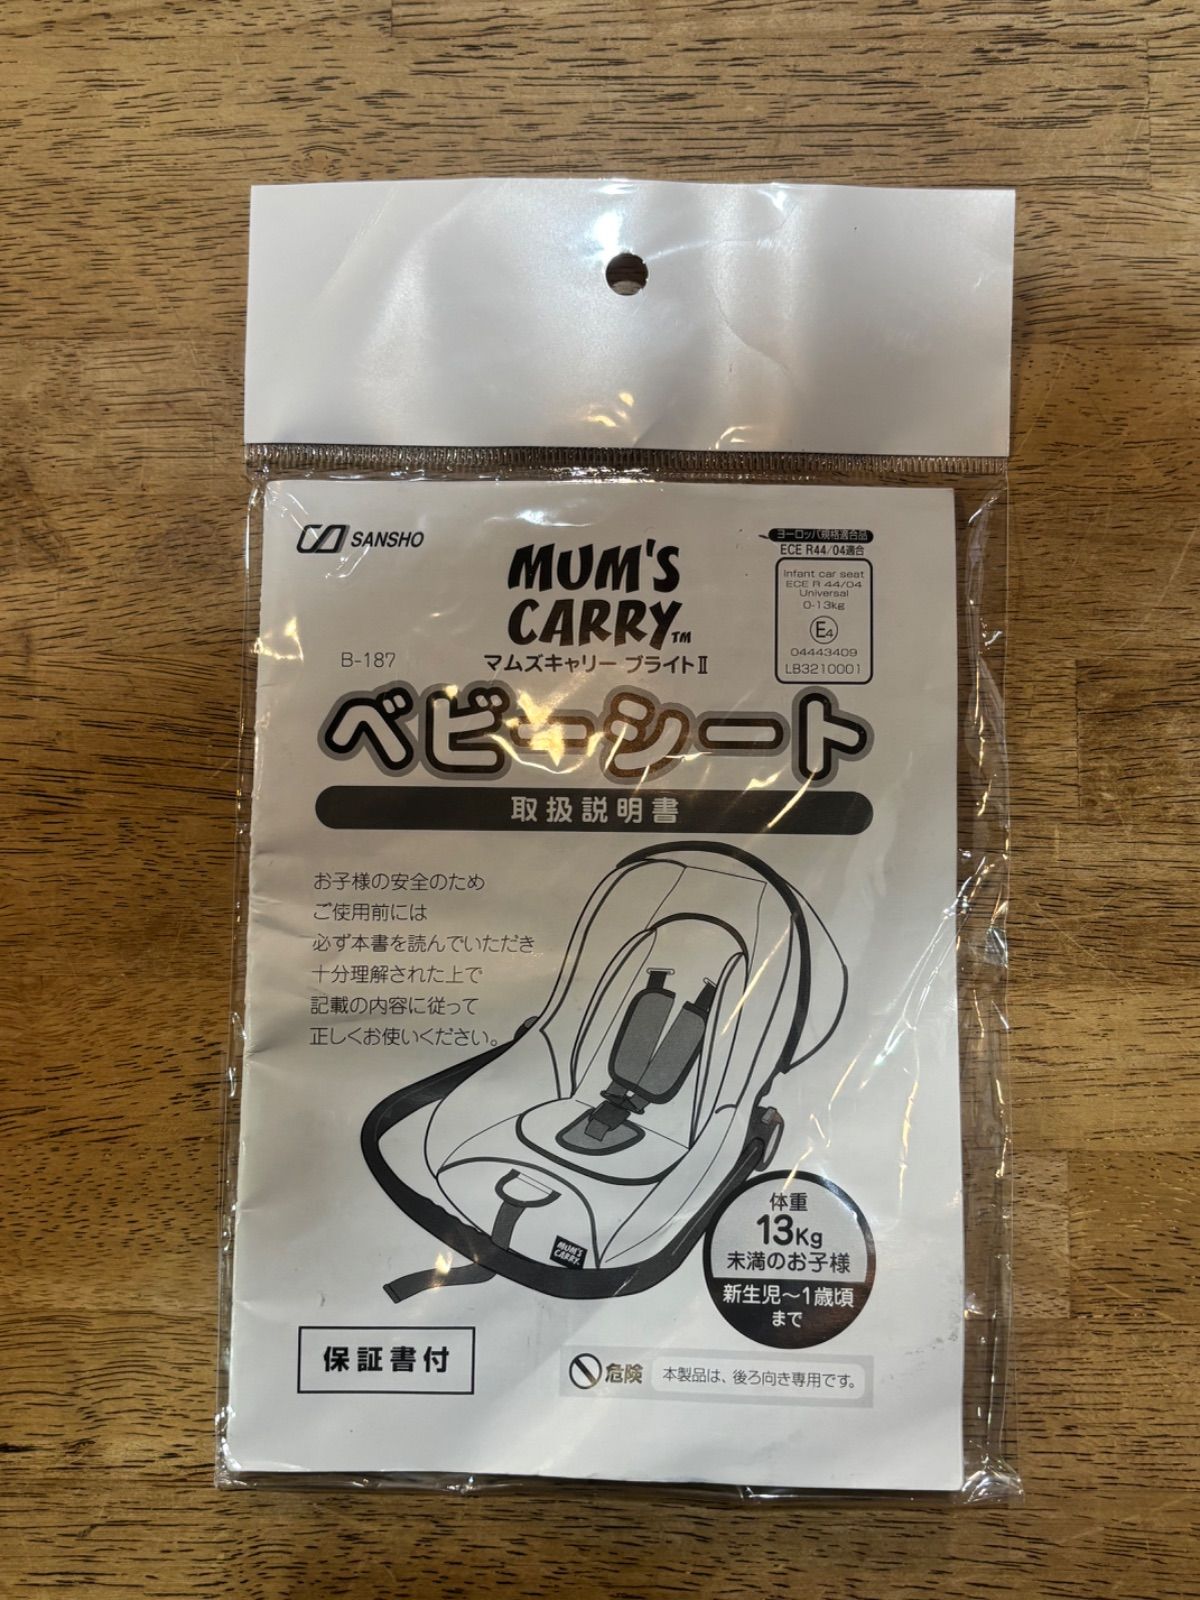 SANSHO
MUM'S
CARRY TM
B-187
マムズキャリー ブライトⅡ
ヨーロッパ規格適合品
ECE R44/04適合
Infant car seat
ECE R 44/04
Universal
0-13kg
E4
04443409
LB3210001
ベビーシート
取扱説明書
お子様の安全のため
ご使用前には
必ず本書を読んでいただき
十分理解された上で
記載の内容に従って
正しくお使いください。
MUM'S
CARRY
体重
13Kg
未満のお子様
新生児～1歳頃
まで
保証書付
危険 本製品は、後ろ向き専用です。